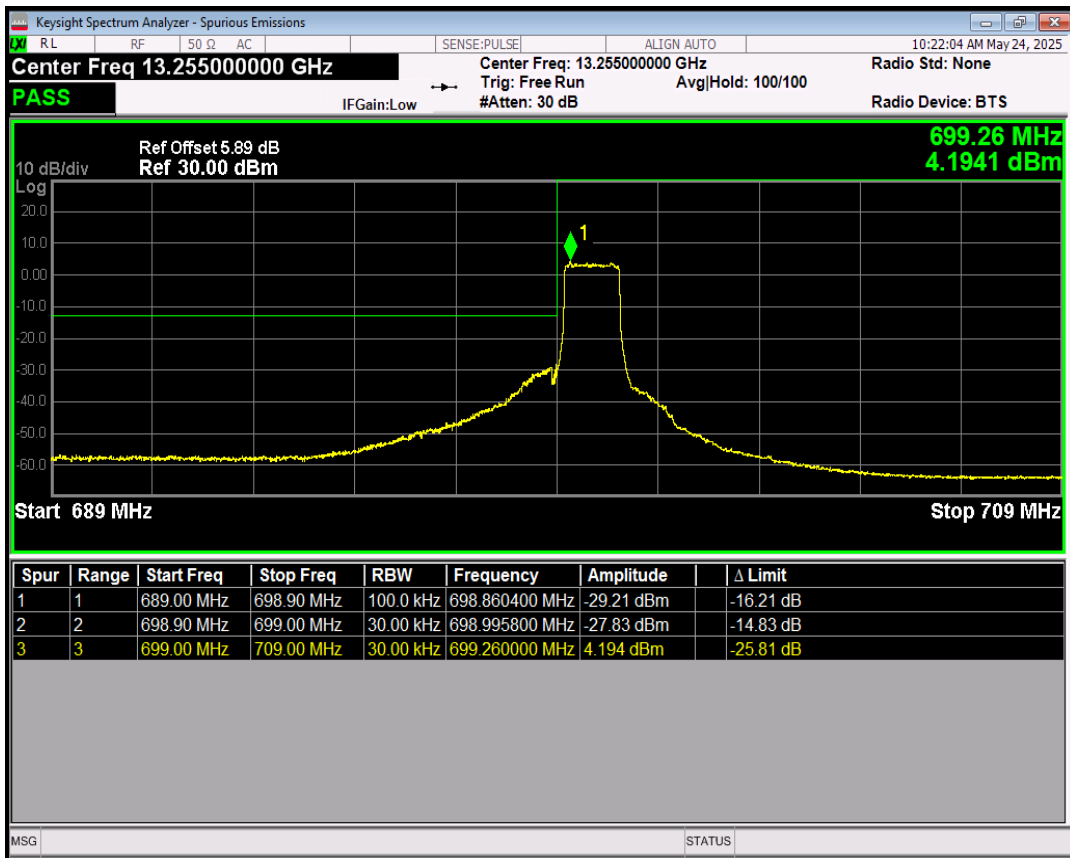 Keysight Spectrum Analyzer - Spurious Emissions
LXI RL RF 50 Ω AC SENSE:PULSE ALIGN AUTO 10:22:04 AM May 24, 2025
Center Freq 13.255000000 GHz Center Freq: 13.255000000 GHz Radio Std: None
Trig: Free Run Avg|Hold: 100/100
PASS IFGain:Low #Atten: 30 dB Radio Device: BTS
699.26 MHz
Ref Offset 5.89 dB
10 dB/div Ref 30.00 dBm 4.1941 dBm
Log
20.0
1
10.0
0.00
-10.0
-20.0
-30.0
-40.0
-50.0
-60.0
Start 689 MHz Stop 709 MHz
Spur Range Start Freq Stop Freq RBW Frequency Amplitude Δ Limit
1 1 689.00 MHz 698.90 MHz 100.0 kHz 698.860400 MHz -29.21 dBm -16.21 dB
2 2 698.90 MHz 699.00 MHz 30.00 kHz 698.995800 MHz -27.83 dBm -14.83 dB
3 3 699.00 MHz 709.00 MHz 30.00 kHz 699.260000 MHz 4.194 dBm -25.81 dB
MSG STATUS